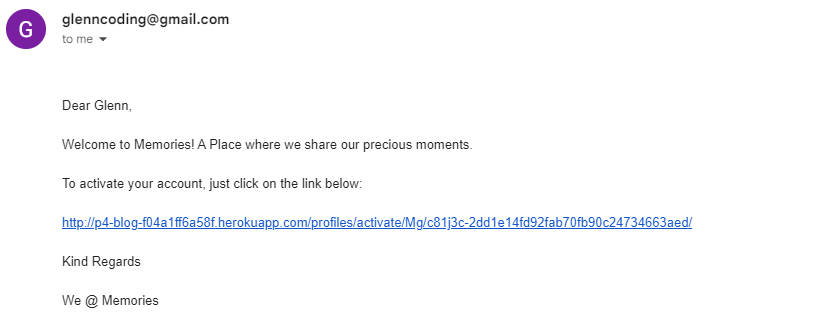 G
glenncoding@gmail.com
to me
Dear Glenn,
Welcome to Memories! A Place where we share our precious moments.
To activate your account, just click on the link below:
http://p4-blog-f04a1ff6a58f.herokuapp.com/profiles/activate/Mg/c81j3c-2dd1e14fd92fab70fb90c24734663aed/
Kind Regards
We @ Memories